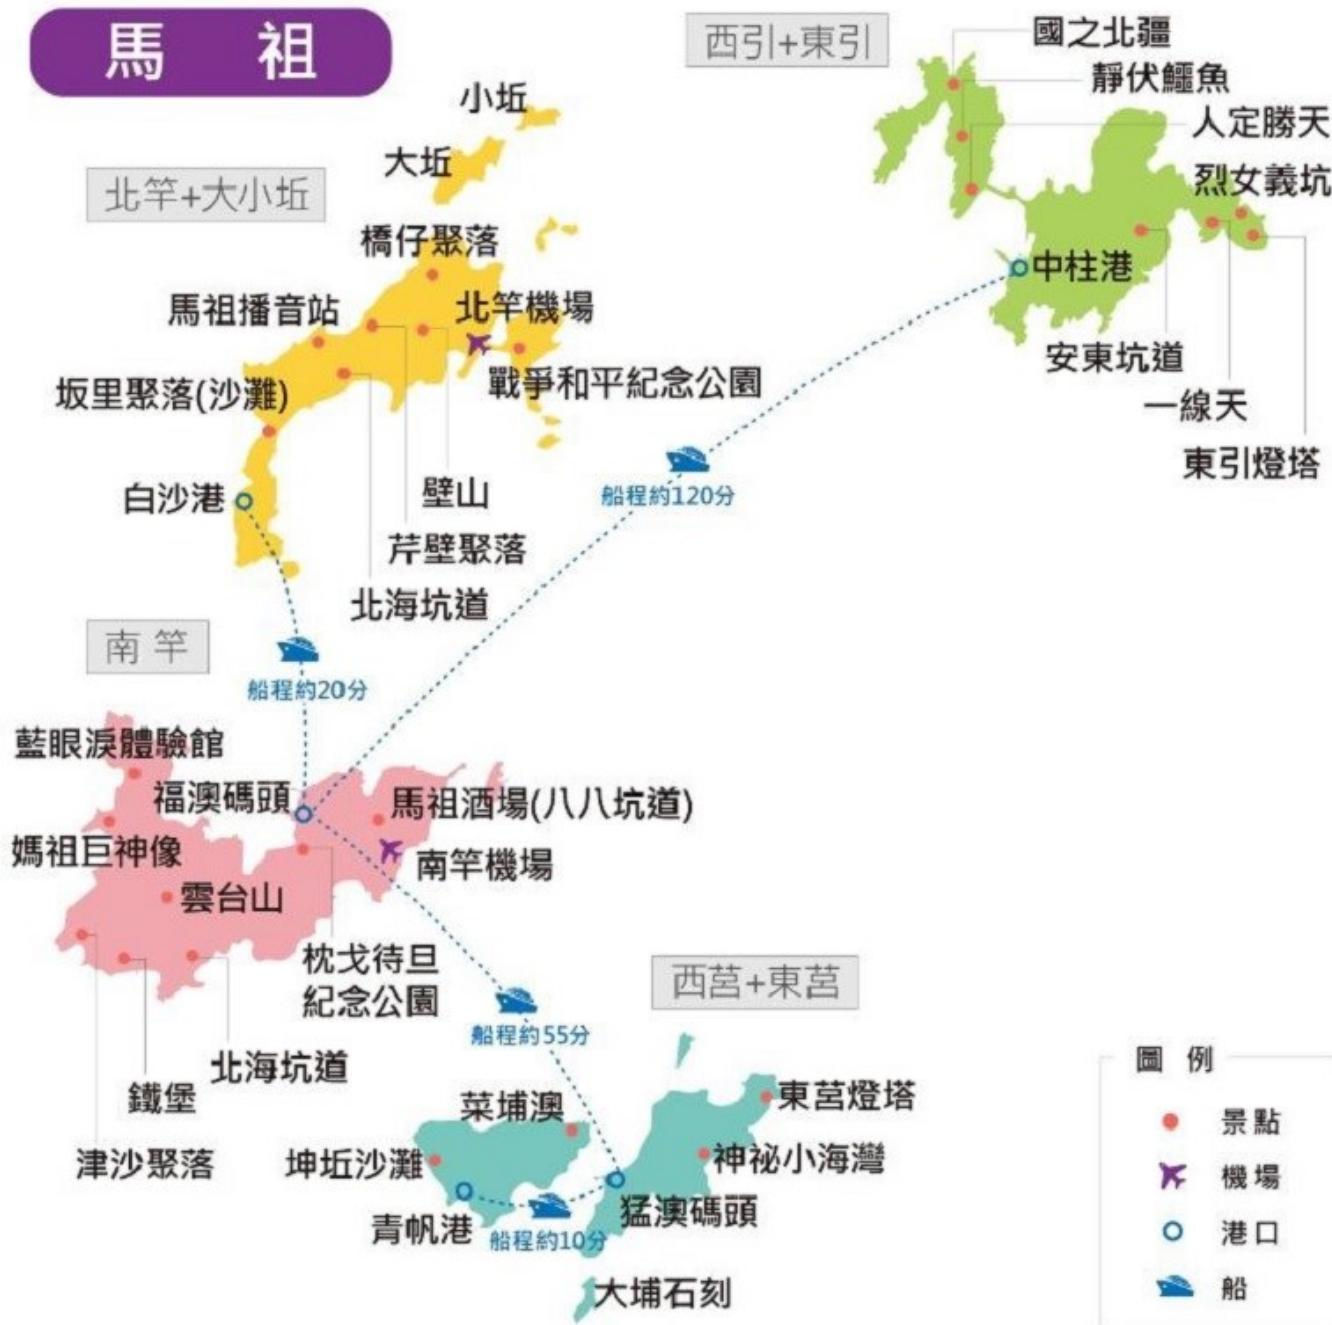 馬 祖
西引+東引
國之北疆
靜伏鱷魚
人定勝天
烈女義坑
中柱港
安東坑道
一線天
東引燈塔
小坵
大坵
北竿+大小坵
橋仔聚落
馬祖播音站
北竿機場
戰爭和平紀念公園
坂里聚落(沙灘)
白沙港
壁山
芹壁聚落
北海坑道
船程約120分
船程約20分
南竿
藍眼淚體驗館
福澳碼頭
馬祖酒場(八八坑道)
媽祖巨神像
南竿機場
雲台山
枕戈待旦
紀念公園
北海坑道
鐵堡
津沙聚落
船程約55分
西莒+東莒
菜埔澳
東莒燈塔
坤坵沙灘
神祕小海灣
青帆港
船程約10分
猛澳碼頭
大埔石刻
圖 例
景點
機場
港口
船